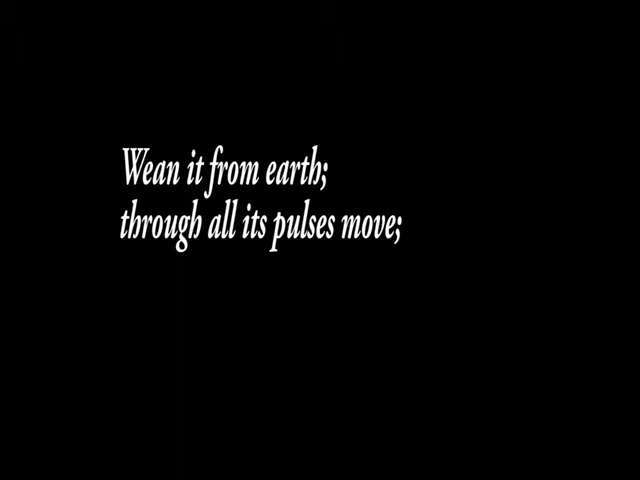 Wean it from earth;
through all its pulses move;